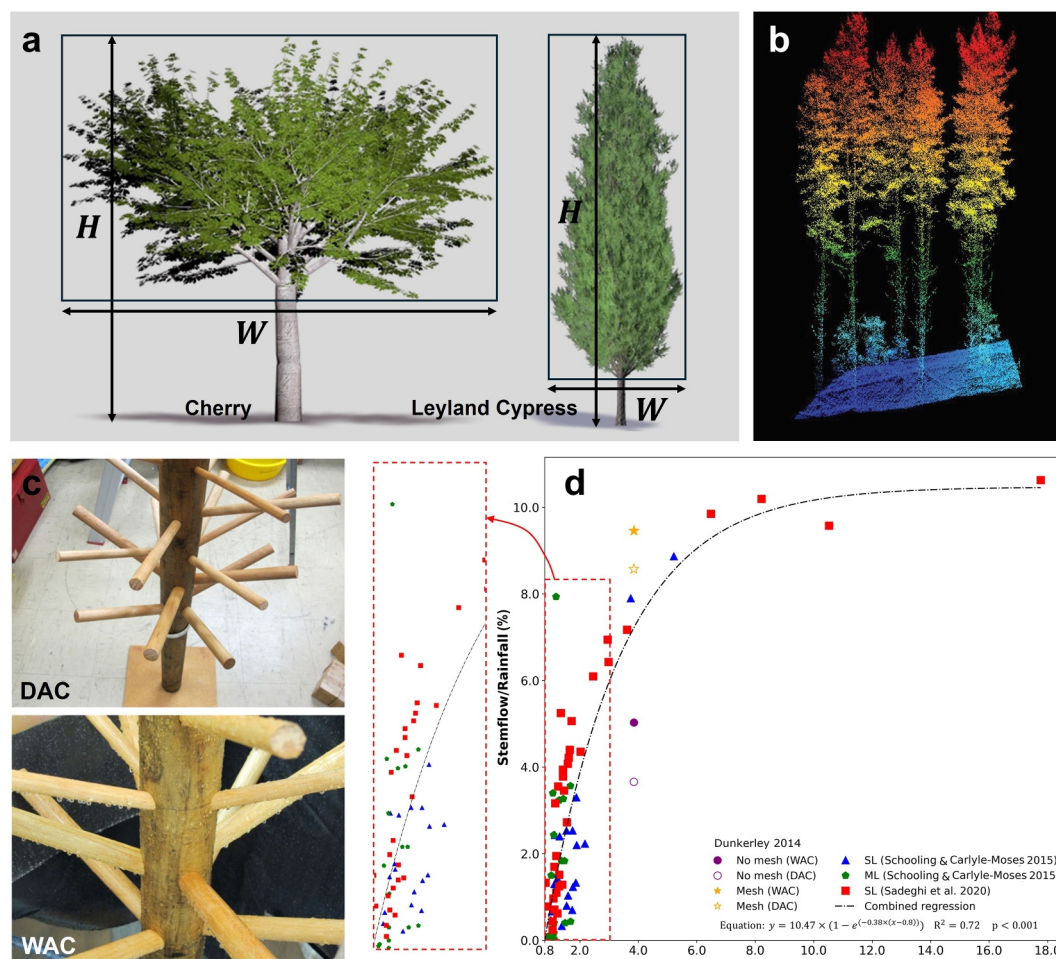 a
H
W
Cherry
H
W
Leyland Cypress
b
c
DAC
WAC
d
Stemflow/Rainfall (%)
10.0
8.0
6.0
4.0
2.0
0.0
0.8 2.0 4.0 6.0 8.0 10.0 12.0 14.0 16.0 18.0
Dunkerley 2014
No mesh (WAC)
No mesh (DAC)
Mesh (WAC)
Mesh (DAC)
SL (Schooling & Carlyle-Moses 2015)
ML (Schooling & Carlyle-Moses 2015
SL (Sadeghi et al. 2020)
Combined regression
Equation: y = 10.47 × (1 − e^(−0.38×(x−0.8))) R² = 0.72 p < 0.001